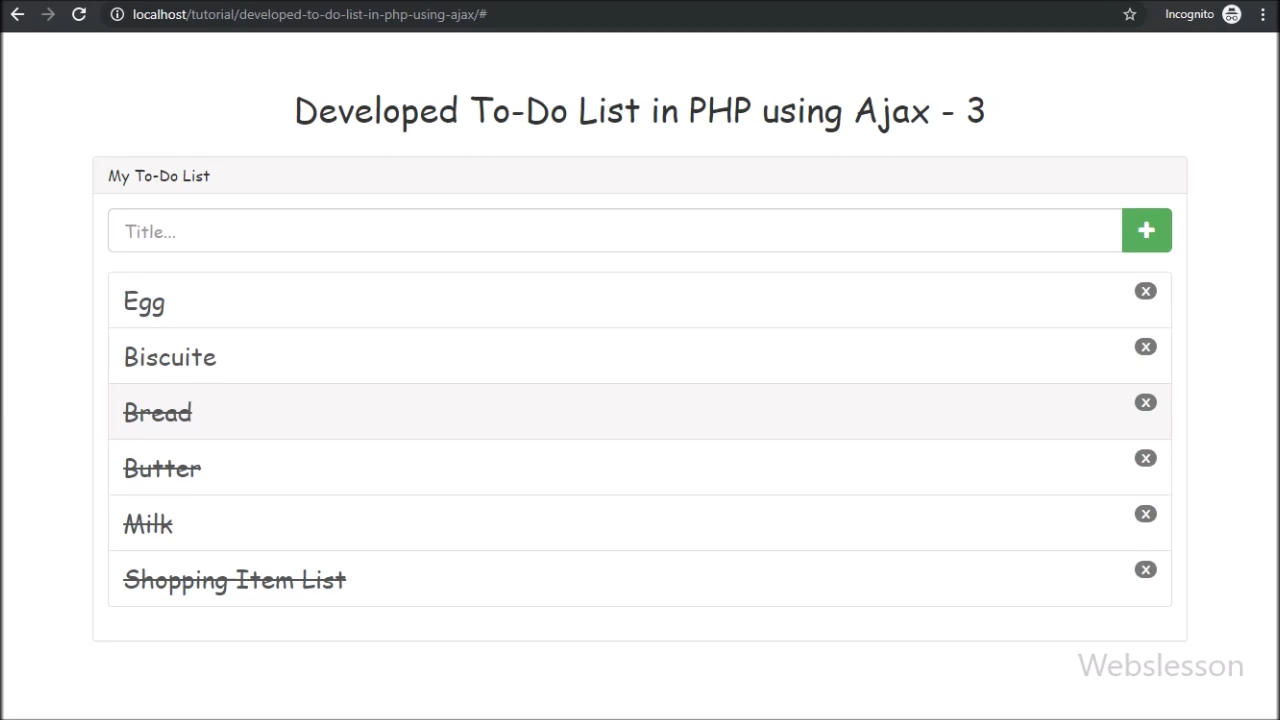 localhost/tutorial/developed-to-do-list-in-php-using-ajax/#
Incognito
Developed To-Do List in PHP using Ajax - 3
My To-Do List
Title...
Egg
x
Biscuite
x
Bread
x
Butter
x
Milk
x
Shopping Item List
x
Webslesson